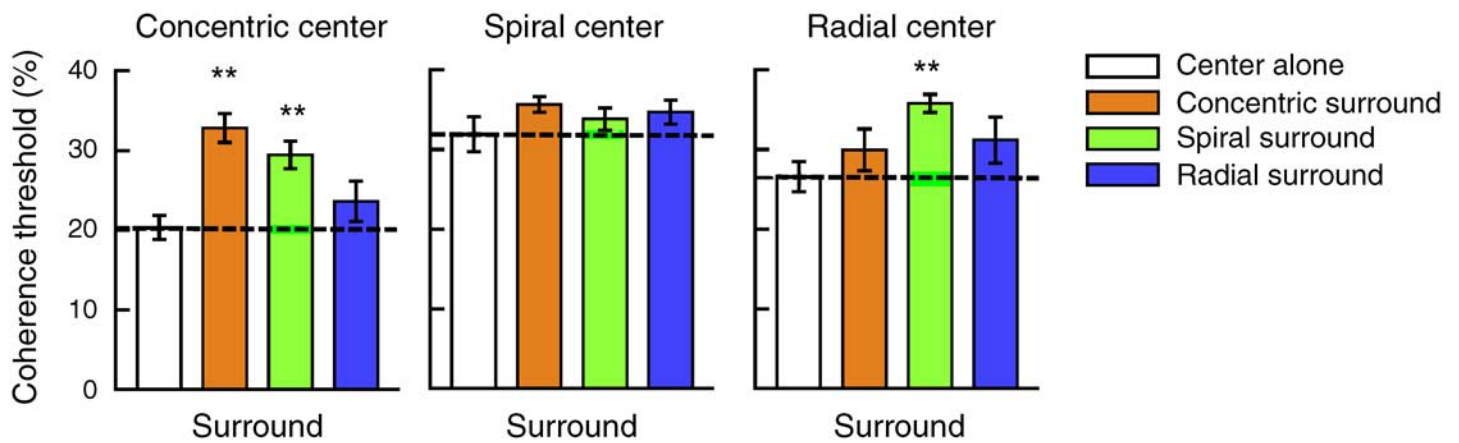 Concentric center
Spiral center
Radial center
Coherence threshold (%)
40
30
20
10
0
**
**
**
Surround
Surround
Surround
Center alone
Concentric surround
Spiral surround
Radial surround